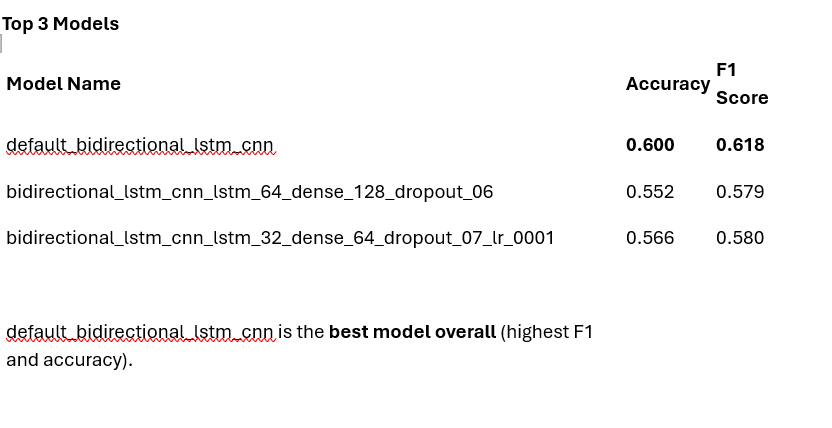 Top 3 Models
Model Name Accuracy F1 Score
default_bidirectional_lstm_cnn 0.600 0.618
bidirectional_lstm_cnn_lstm_64_dense_128_dropout_06 0.552 0.579
bidirectional_lstm_cnn_lstm_32_dense_64_dropout_07_lr_0001 0.566 0.580
default_bidirectional_lstm_cnn is the best model overall (highest F1
and accuracy).